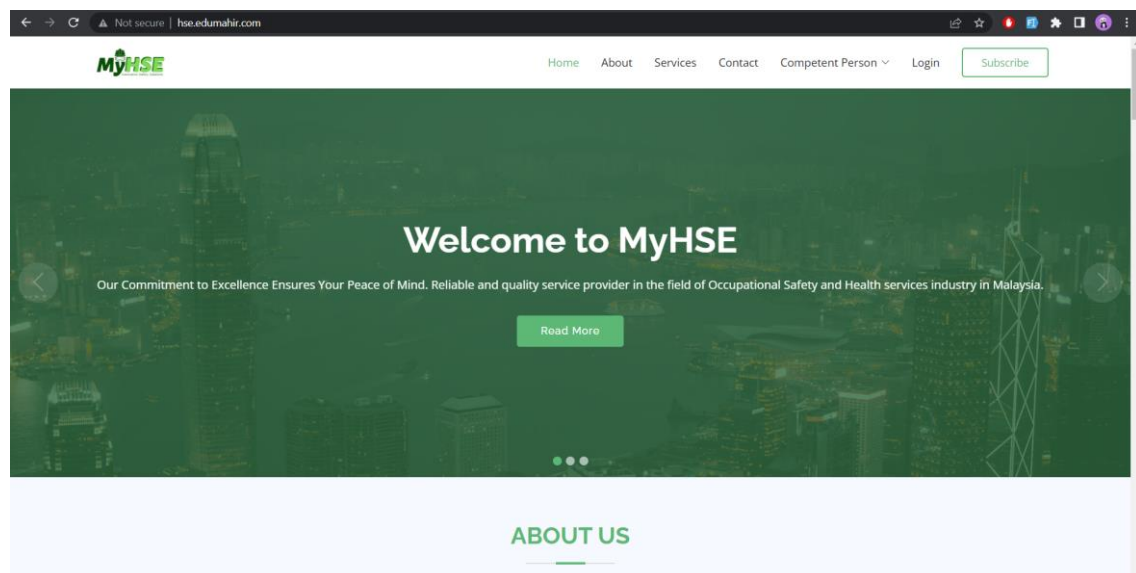 Not secure | hse.edumahir.com
MyHSE
Home About Services Contact Competent Person Login Subscribe
Welcome to MyHSE
Our Commitment to Excellence Ensures Your Peace of Mind. Reliable and quality service provider in the field of Occupational Safety and Health services industry in Malaysia.
Read More
ABOUT US